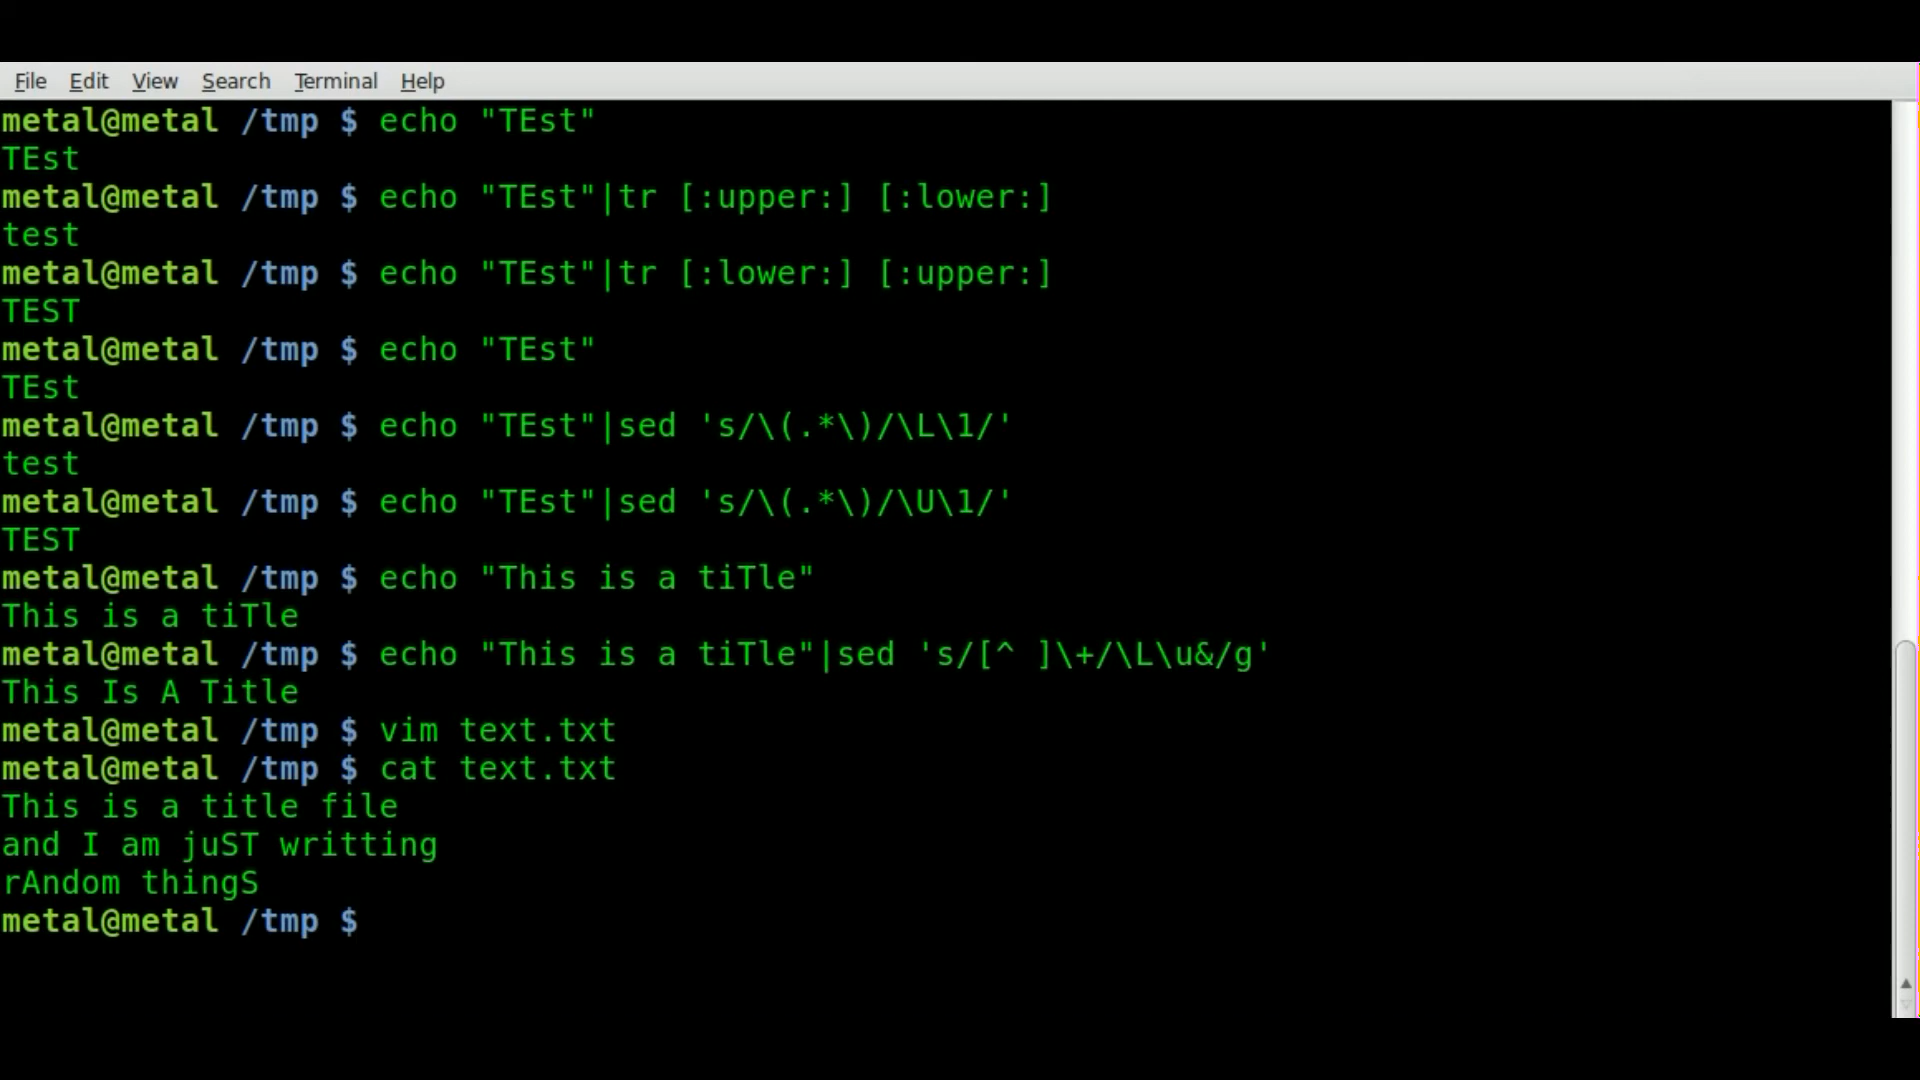 File Edit View Search Terminal Help
metal@metal /tmp $ echo "TEst"
TEst
metal@metal /tmp $ echo "TEst"|tr [:upper:] [:lower:]
test
metal@metal /tmp $ echo "TEst"|tr [:lower:] [:upper:]
TEST
metal@metal /tmp $ echo "TEst"
TEst
metal@metal /tmp $ echo "TEst"|sed 's/\(.*\)/\L\1/'
test
metal@metal /tmp $ echo "TEst"|sed 's/\(.*\)/\U\1/'
TEST
metal@metal /tmp $ echo "This is a tiTle"
This is a tiTle
metal@metal /tmp $ echo "This is a tiTle"|sed 's/[^ ]\+/\L\u&/g'
This Is A Title
metal@metal /tmp $ vim text.txt
metal@metal /tmp $ cat text.txt
This is a title file
and I am juST writting
rAndom thingS
metal@metal /tmp $